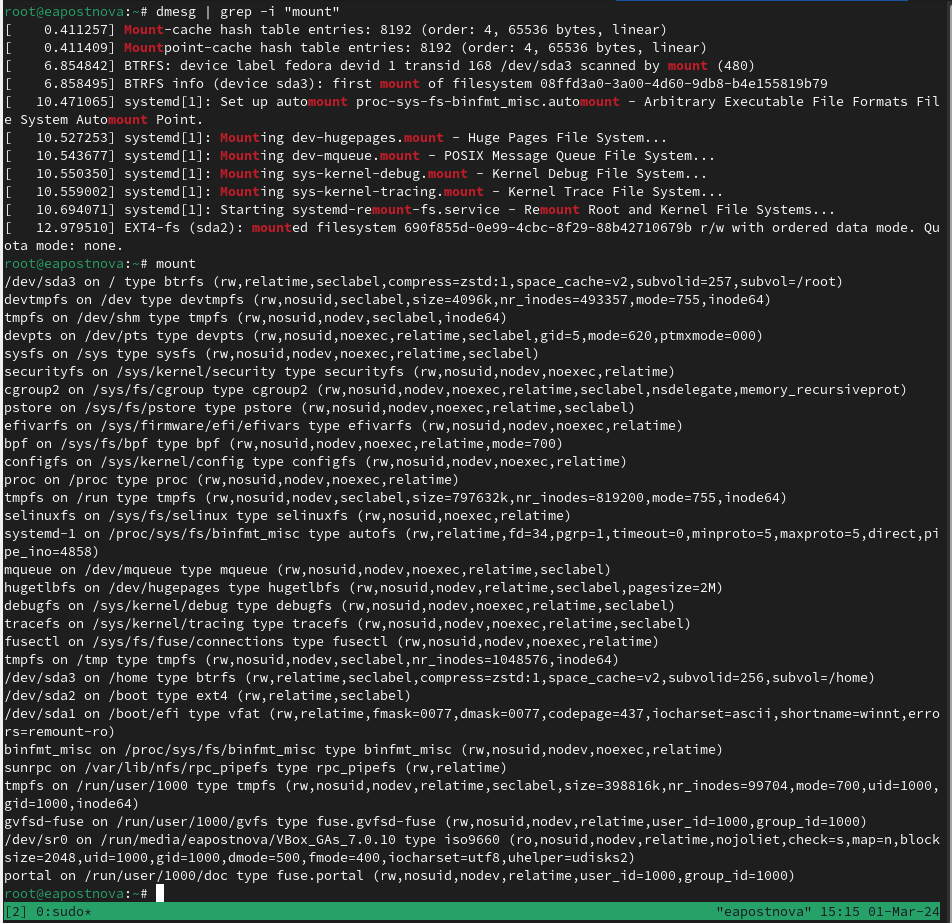 root@eapostnova:~# dmesg | grep -i "mount"
[    0.411257] Mount-cache hash table entries: 8192 (order: 4, 65536 bytes, linear)
[    0.411409] Mountpoint-cache hash table entries: 8192 (order: 4, 65536 bytes, linear)
[    6.854842] BTRFS: device label fedora devid 1 transid 168 /dev/sda3 scanned by mount (480)
[    6.858495] BTRFS info (device sda3): first mount of filesystem 08ffd3a0-3a00-4d60-9db8-b4e155819b79
[   10.471065] systemd[1]: Set up automount proc-sys-fs-binfmt_misc.automount - Arbitrary Executable File Formats Fil
e System Automount Point.
[   10.527253] systemd[1]: Mounting dev-hugepages.mount - Huge Pages File System...
[   10.543677] systemd[1]: Mounting dev-mqueue.mount - POSIX Message Queue File System...
[   10.550350] systemd[1]: Mounting sys-kernel-debug.mount - Kernel Debug File System...
[   10.559002] systemd[1]: Mounting sys-kernel-tracing.mount - Kernel Trace File System...
[   10.694071] systemd[1]: Starting systemd-remount-fs.service - Remount Root and Kernel File Systems...
[   12.979510] EXT4-fs (sda2): mounted filesystem 690f855d-0e99-4cbc-8f29-88b42710679b r/w with ordered data mode. Qu
ota mode: none.
root@eapostnova:~# mount
/dev/sda3 on / type btrfs (rw,relatime,seclabel,compress=zstd:1,space_cache=v2,subvolid=257,subvol=/root)
devtmpfs on /dev type devtmpfs (rw,nosuid,seclabel,size=4096k,nr_inodes=493357,mode=755,inode64)
tmpfs on /dev/shm type tmpfs (rw,nosuid,nodev,seclabel,inode64)
devpts on /dev/pts type devpts (rw,nosuid,noexec,relatime,seclabel,gid=5,mode=620,ptmxmode=000)
sysfs on /sys type sysfs (rw,nosuid,nodev,noexec,relatime,seclabel)
securityfs on /sys/kernel/security type securityfs (rw,nosuid,nodev,noexec,relatime)
cgroup2 on /sys/fs/cgroup type cgroup2 (rw,nosuid,nodev,noexec,relatime,seclabel,nsdelegate,memory_recursiveprot)
pstore on /sys/fs/pstore type pstore (rw,nosuid,nodev,noexec,relatime,seclabel)
efivarfs on /sys/firmware/efi/efivars type efivarfs (rw,nosuid,nodev,noexec,relatime)
bpf on /sys/fs/bpf type bpf (rw,nosuid,nodev,noexec,relatime,mode=700)
configfs on /sys/kernel/config type configfs (rw,nosuid,nodev,noexec,relatime)
proc on /proc type proc (rw,nosuid,nodev,noexec,relatime)
tmpfs on /run type tmpfs (rw,nosuid,nodev,seclabel,size=797632k,nr_inodes=819200,mode=755,inode64)
selinuxfs on /sys/fs/selinux type selinuxfs (rw,nosuid,noexec,relatime)
systemd-1 on /proc/sys/fs/binfmt_misc type autofs (rw,relatime,fd=34,pgrp=1,timeout=0,minproto=5,maxproto=5,direct,pi
pe_ino=4858)
mqueue on /dev/mqueue type mqueue (rw,nosuid,nodev,noexec,relatime,seclabel)
hugetlbfs on /dev/hugepages type hugetlbfs (rw,nosuid,nodev,relatime,seclabel,pagesize=2M)
debugfs on /sys/kernel/debug type debugfs (rw,nosuid,nodev,noexec,relatime,seclabel)
tracefs on /sys/kernel/tracing type tracefs (rw,nosuid,nodev,noexec,relatime,seclabel)
fusectl on /sys/fs/fuse/connections type fusectl (rw,nosuid,nodev,noexec,relatime)
tmpfs on /tmp type tmpfs (rw,nosuid,nodev,seclabel,nr_inodes=1048576,inode64)
/dev/sda3 on /home type btrfs (rw,relatime,seclabel,compress=zstd:1,space_cache=v2,subvolid=256,subvol=/home)
/dev/sda2 on /boot type ext4 (rw,relatime,seclabel)
/dev/sda1 on /boot/efi type vfat (rw,relatime,fmask=0077,dmask=0077,codepage=437,iocharset=ascii,shortname=winnt,erro
rs=remount-ro)
binfmt_misc on /proc/sys/fs/binfmt_misc type binfmt_misc (rw,nosuid,nodev,noexec,relatime)
sunrpc on /var/lib/nfs/rpc_pipefs type rpc_pipefs (rw,relatime)
tmpfs on /run/user/1000 type tmpfs (rw,nosuid,nodev,relatime,seclabel,size=398816k,nr_inodes=99704,mode=700,uid=1000,
gid=1000,inode64)
gvfsd-fuse on /run/user/1000/gvfs type fuse.gvfsd-fuse (rw,nosuid,nodev,relatime,user_id=1000,group_id=1000)
/dev/sr0 on /run/media/eapostnova/VBox_GAs_7.0.10 type iso9660 (ro,nosuid,nodev,relatime,nojoliet,check=s,map=n,block
size=2048,uid=1000,gid=1000,dmode=500,fmode=400,iocharset=utf8,uhelper=udisks2)
portal on /run/user/1000/doc type fuse.portal (rw,nosuid,nodev,relatime,user_id=1000,group_id=1000)
root@eapostnova:~#
[2] 0:sudo* "eapostnova" 15:15 01-Mar-24